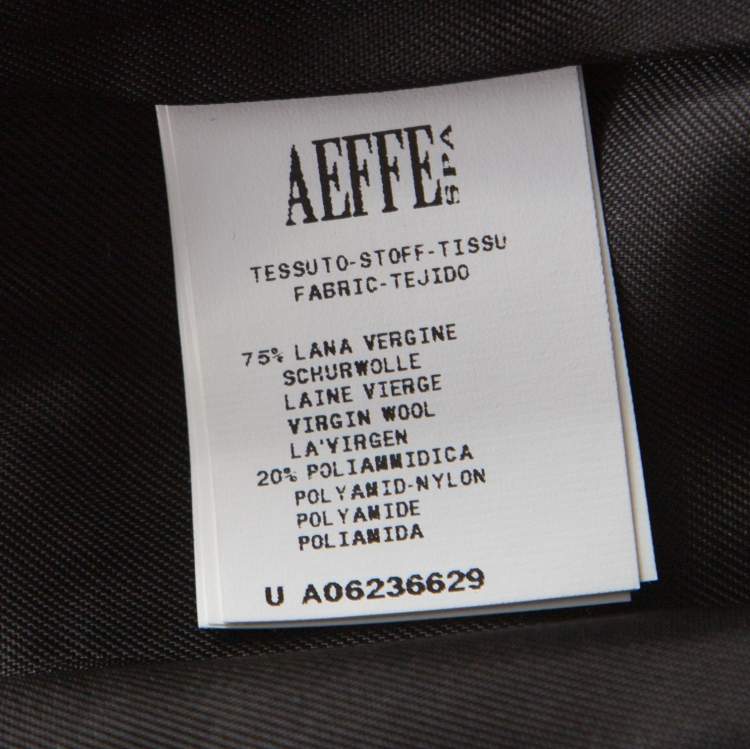 AEFFE SPA
TESSUTO-STOFF-TISSU
FABRIC-TEJIDO
75% LANA VERGINE
SCHURWOLLE
LAINE VIERGE
VIRGIN WOOL
LA'VIRGEN
20% POLIAMMIDICA
POLYAMID-NYLON
POLYAMIDE
POLIAMIDA
U A06236629